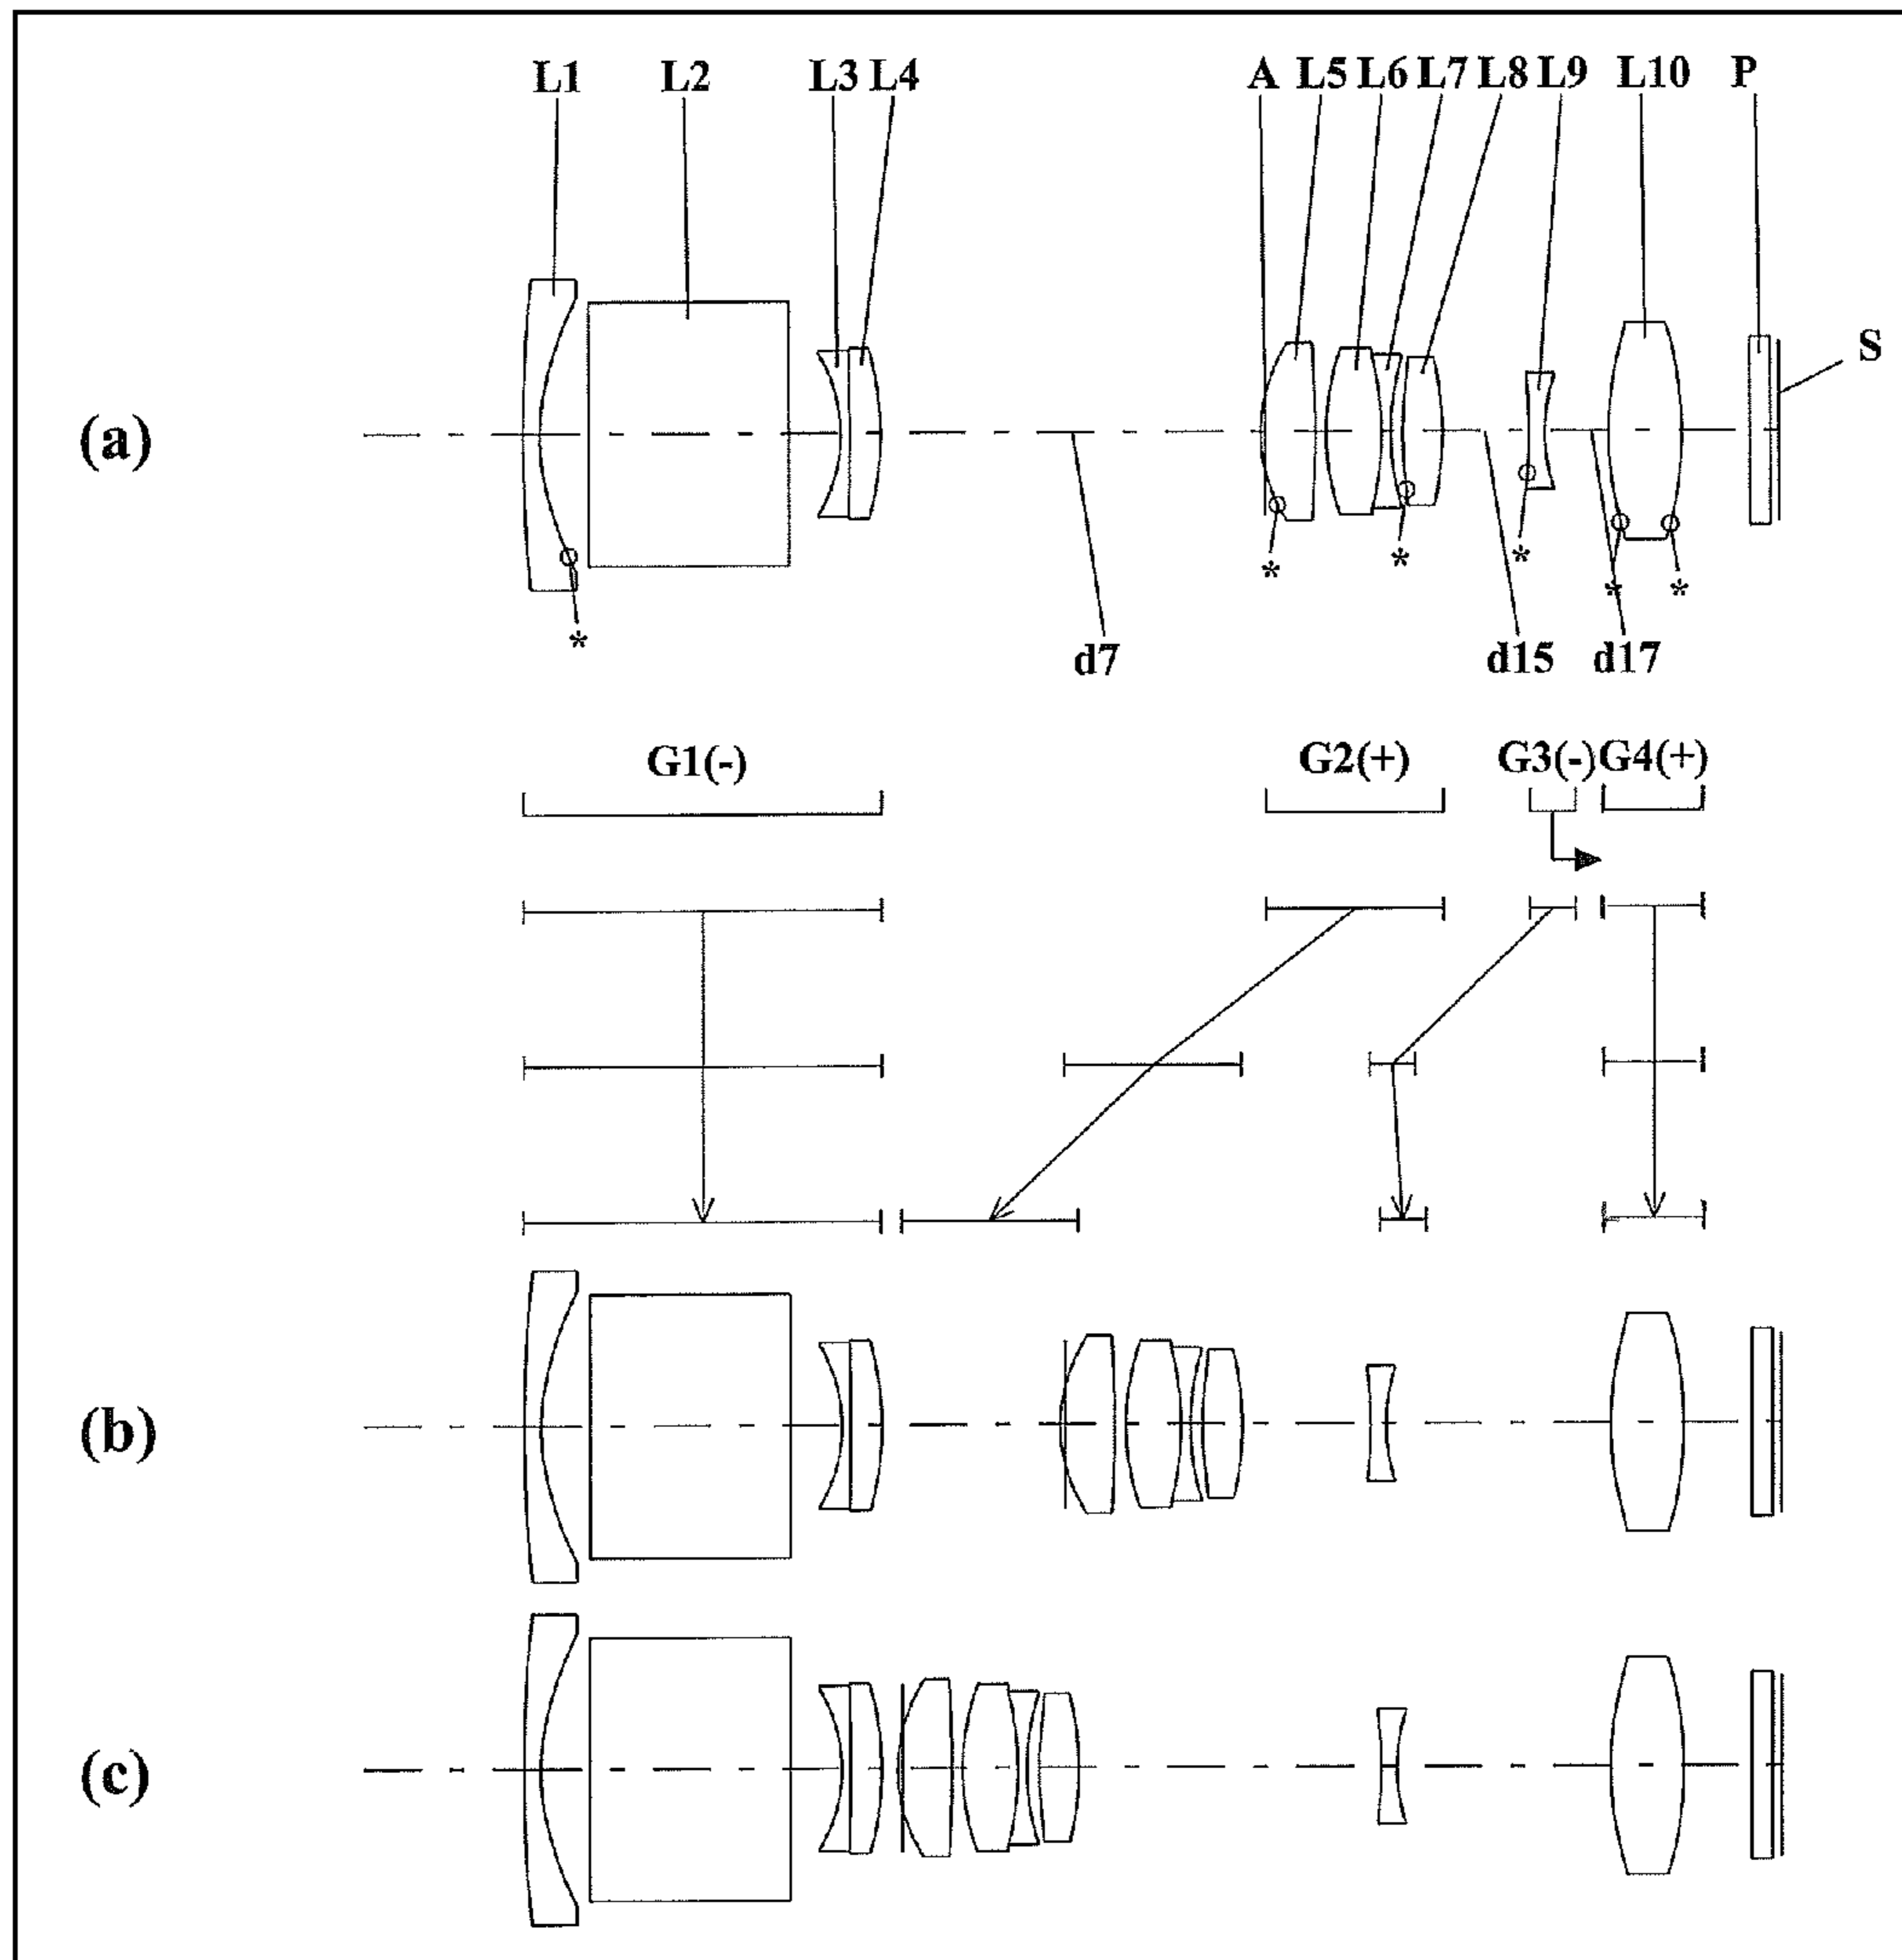 L1 L2 L3 L4 A L5 L6 L7 L8 L9 L10 P
S
(a)
* * * * * *
*
d7 d15 d17
G1(-) G2(+) G3(-) G4(+)
(b)
(c)